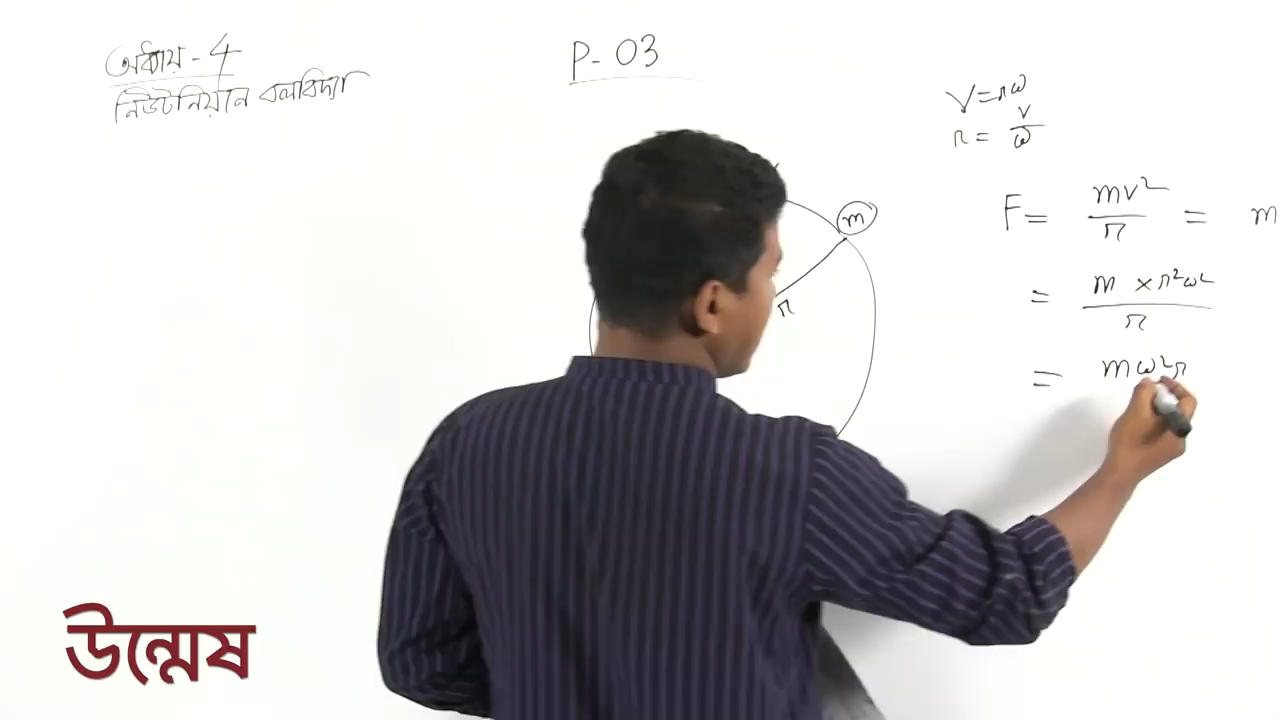 অধ্যায় - 4
নিউটনিয়নে বলবিদ্যা
P- 03
V = rω
r = v/ω
m
r
F = mv²/r = m
= m × r²ω²/r
= mω²r
উন্মেষ